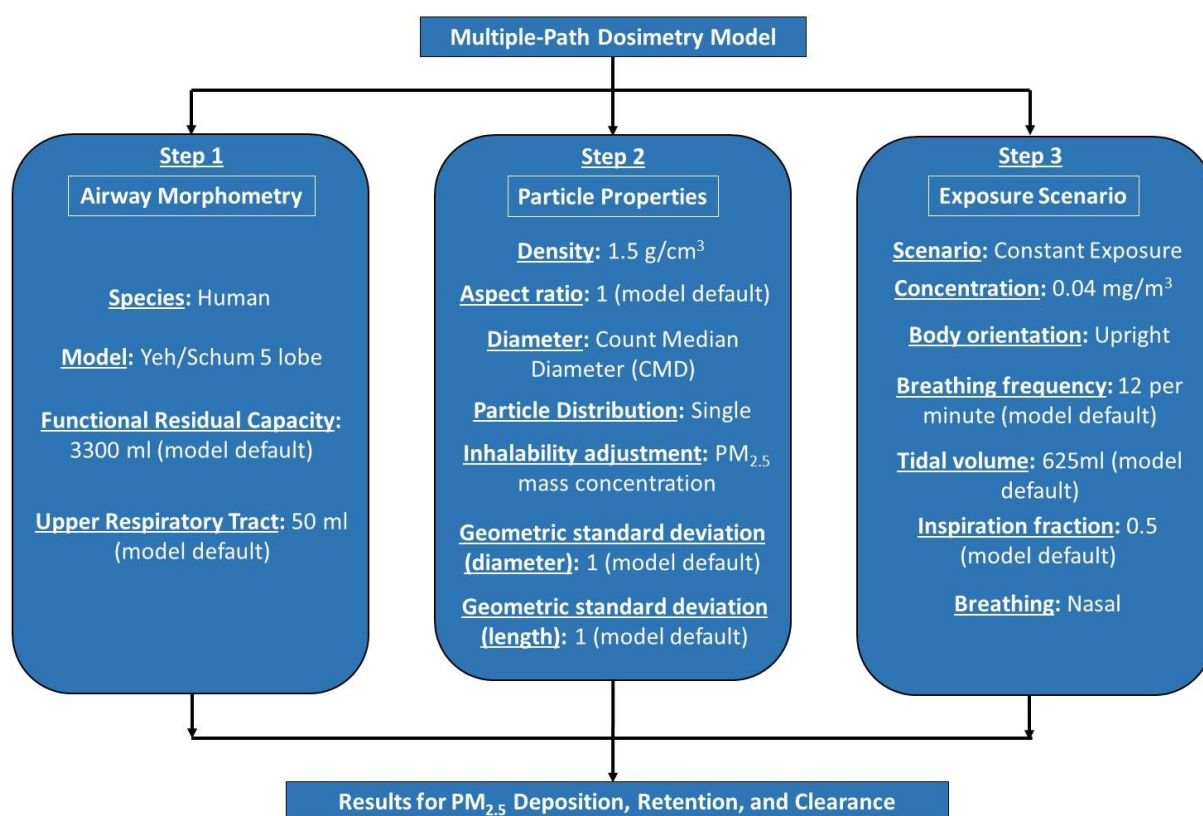 Multiple-Path Dosimetry Model
Step 1
Airway Morphometry
Species: Human
Model: Yeh/Schum 5 lobe
Functional Residual Capacity:
3300 ml (model default)
Upper Respiratory Tract: 50 ml
(model default)
Step 2
Particle Properties
Density: 1.5 g/cm³
Aspect ratio: 1 (model default)
Diameter: Count Median
Diameter (CMD)
Particle Distribution: Single
Inhalability adjustment: PM₂.₅
mass concentration
Geometric standard deviation
(diameter): 1 (model default)
Geometric standard deviation
(length): 1 (model default)
Step 3
Exposure Scenario
Scenario: Constant Exposure
Concentration: 0.04 mg/m³
Body orientation: Upright
Breathing frequency: 12 per
minute (model default)
Tidal volume: 625ml (model
default)
Inspiration fraction: 0.5
(model default)
Breathing: Nasal
Results for PM₂.₅ Deposition, Retention, and Clearance